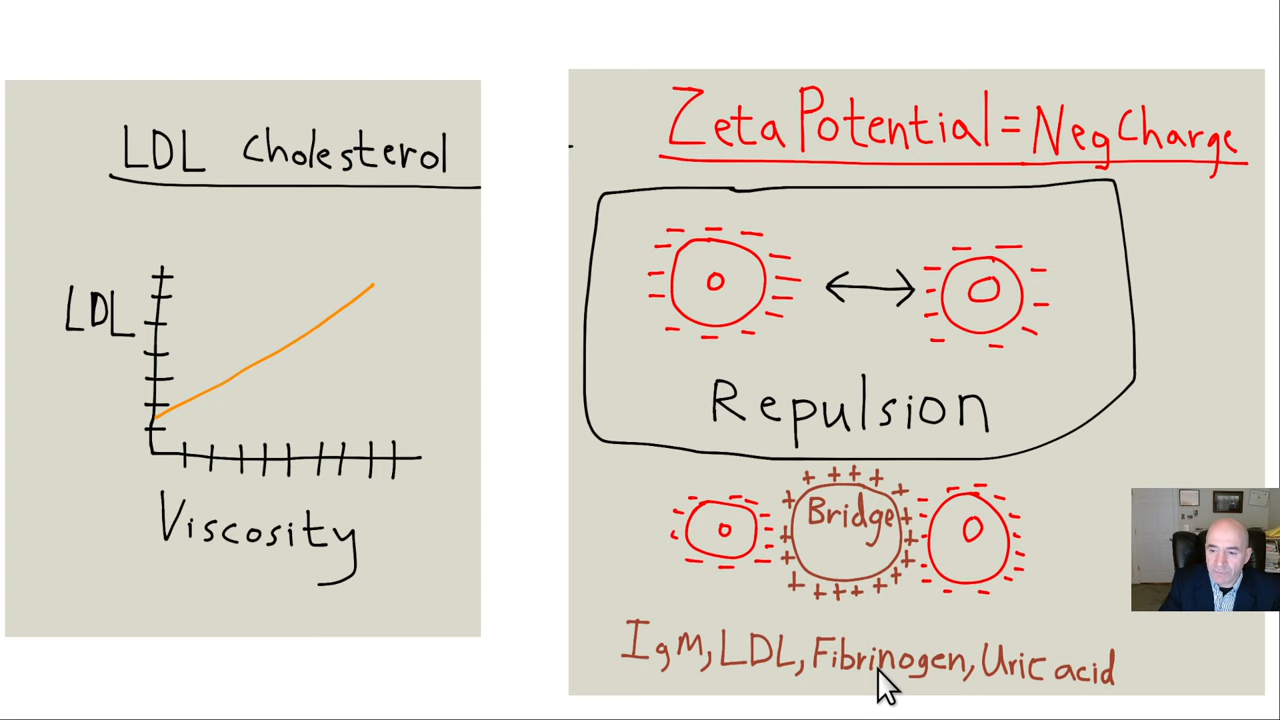 LDL Cholesterol
LDL
Viscosity
Zeta Potential = Neg Charge
Repulsion
Bridge
IgM, LDL, Fibrinogen, Uric acid